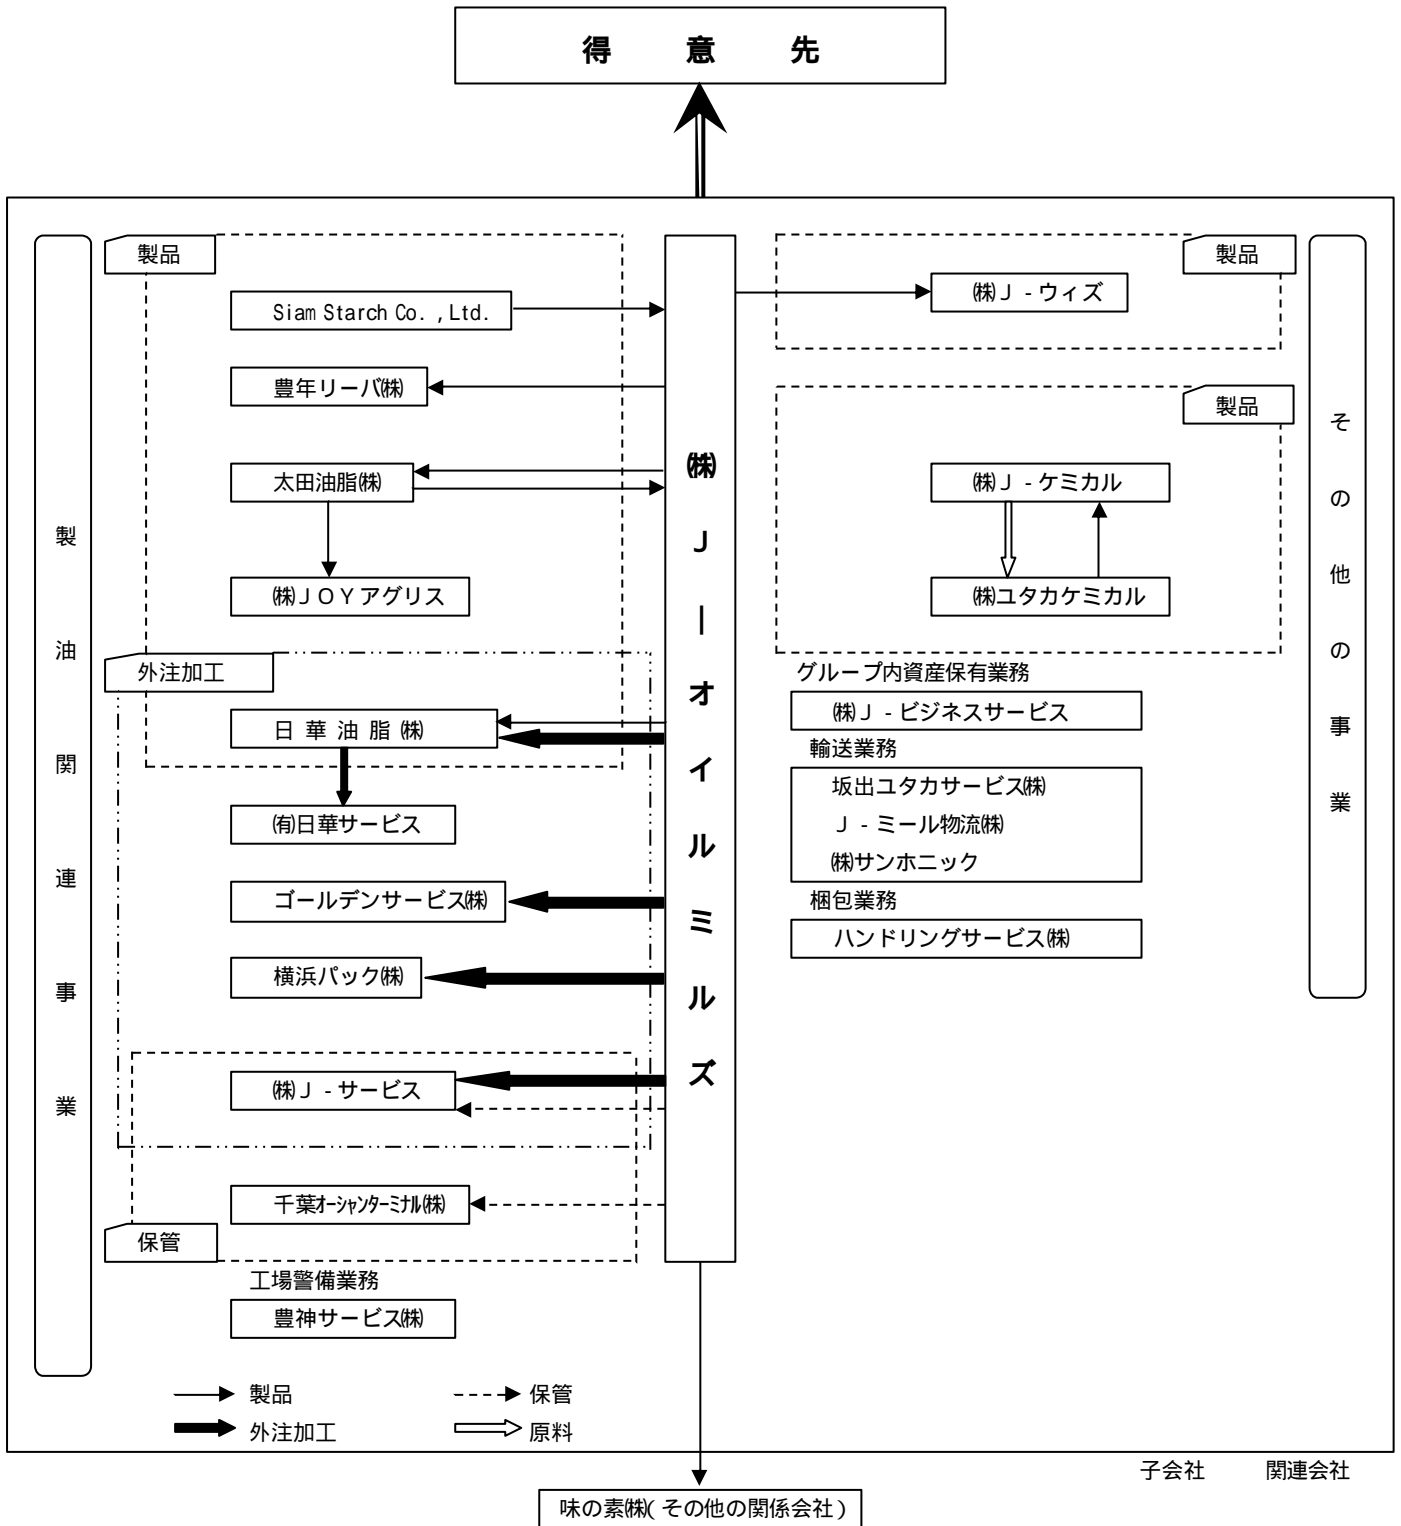 得意先
製油関連事業
製品
Siam Starch Co. , Ltd.
豊年リーバ㈱
太田油脂㈱
㈱ＪＯＹアグリス
外注加工
日 華 油 脂 ㈱
㈲日華サービス
ゴールデンサービス㈱
横浜パック㈱
㈱Ｊ-サービス
千葉ｵｰｼｬﾝﾀｰﾐﾅﾙ㈱
保管
工場警備業務
豊神サービス㈱
㈱Ｊ―オイルミルズ
製品
㈱Ｊ-ウィズ
製品
㈱Ｊ-ケミカル
㈱ユタカケミカル
グループ内資産保有業務
㈱Ｊ-ビジネスサービス
輸送業務
坂出ユタカサービス㈱
Ｊ-ミール物流㈱
㈱サンホニック
梱包業務
ハンドリングサービス㈱
その他の事業
製品
保管
外注加工
原料
子会社 関連会社
味の素㈱(その他の関係会社)